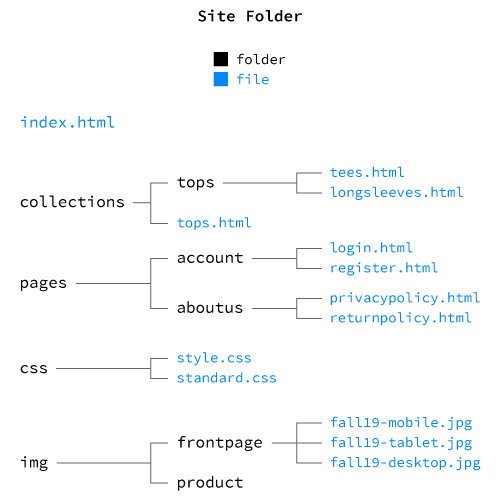 Site Folder
folder
file
index.html
collections
tops
tees.html
longsleeves.html
tops.html
pages
account
login.html
register.html
aboutus
privacypolicy.html
returnpolicy.html
css
style.css
standard.css
img
frontpage
fall19-mobile.jpg
fall19-tablet.jpg
fall19-desktop.jpg
product